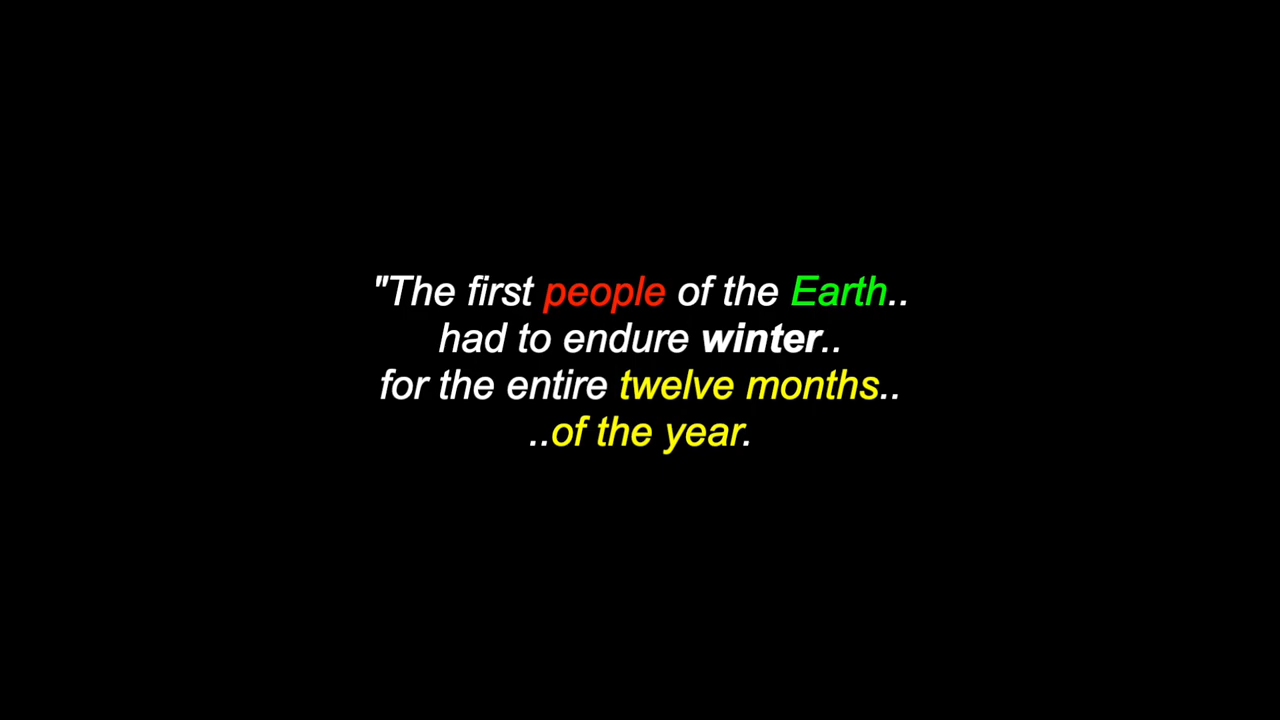 "The first people of the Earth..
had to endure winter..
for the entire twelve months..
..of the year.